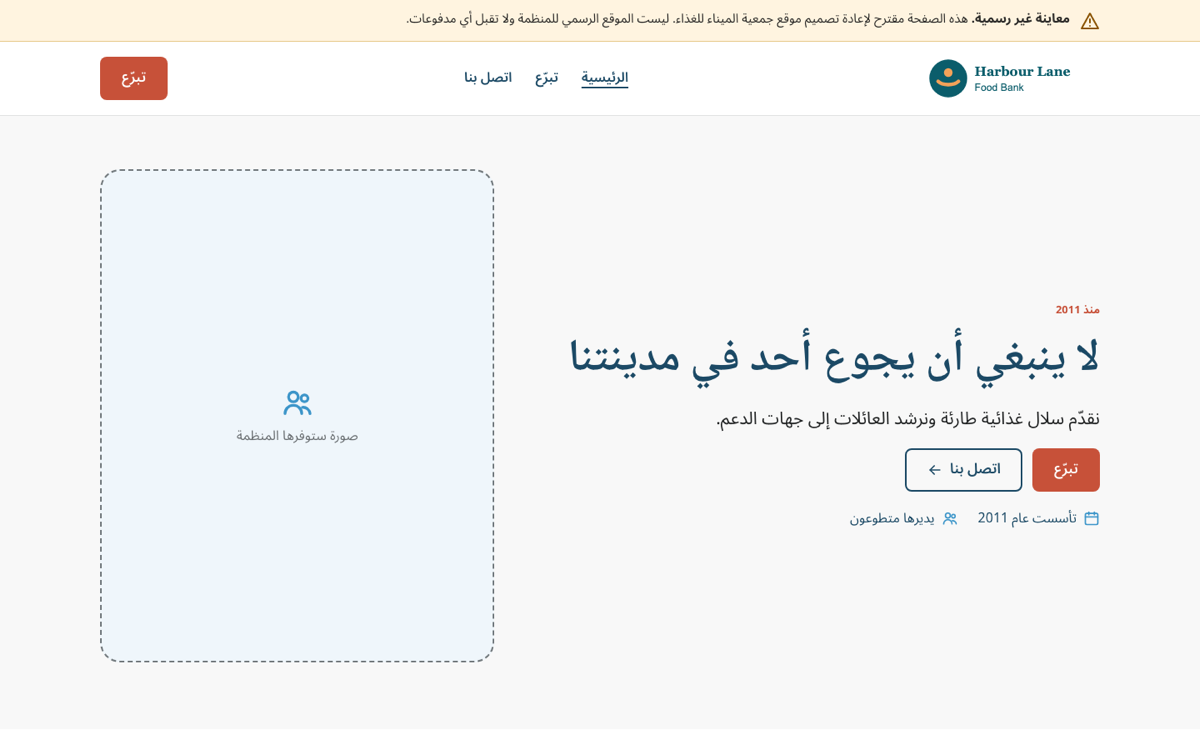 معاينة غير رسمية. هذه الصفحة مقترح لإعادة تصميم موقع جمعية الميناء للغذاء. ليست الموقع الرسمي للمنظمة ولا تقبل أي مدفوعات.
Harbour Lane
Food Bank
الرئيسية
تبرّع
اتصل بنا
تبرّع
منذ 2011
لا ينبغي أن يجوع أحد في مدينتنا
نقدّم سلال غذائية طارئة ونرشد العائلات إلى جهات الدعم.
تبرّع
اتصل بنا ←
تأسست عام 2011
يديرها متطوعون
صورة ستوفرها المنظمة